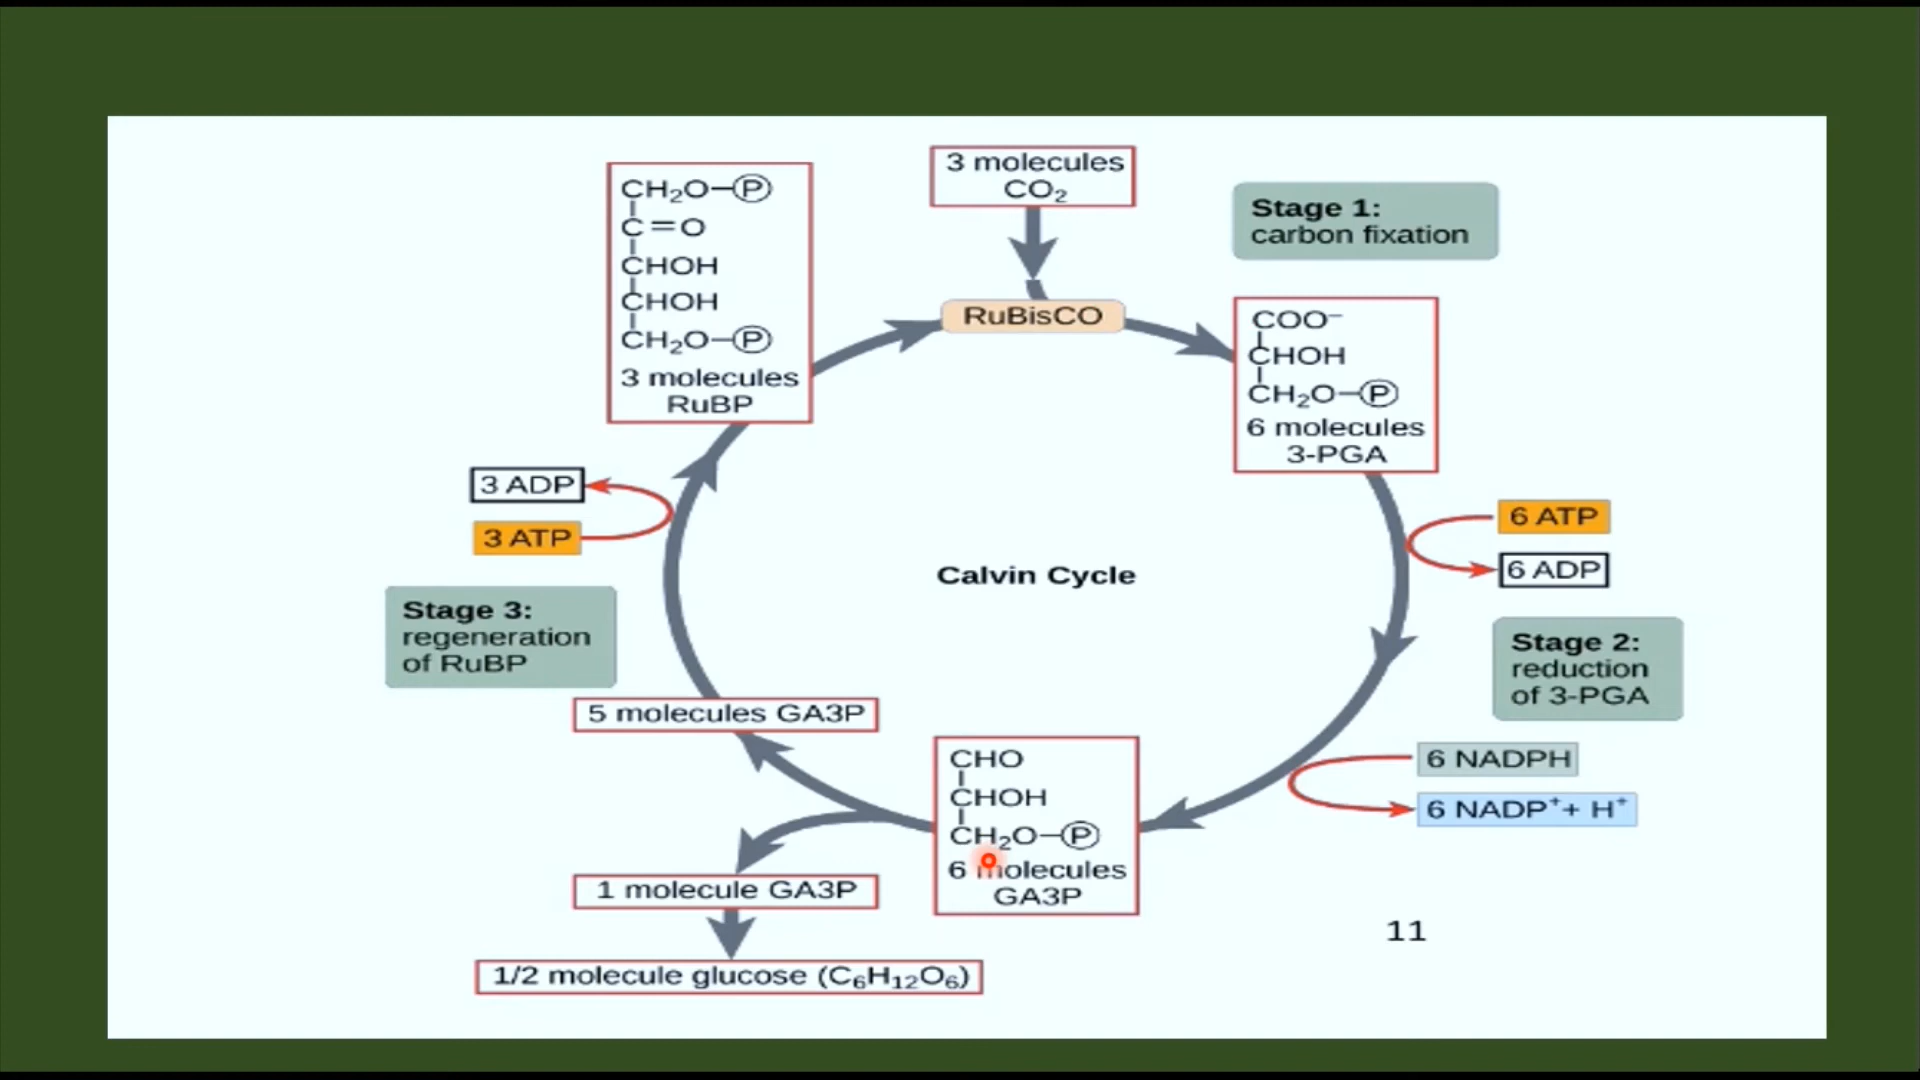 3 molecules
CO₂
CH₂O–Ⓟ
C=O
CHOH
CHOH
CH₂O–Ⓟ
3 molecules
RuBP
Stage 1:
carbon fixation
RuBisCO
COO⁻
CHOH
CH₂O–Ⓟ
6 molecules
3-PGA
6 ATP
6 ADP
Stage 2:
reduction
of 3-PGA
6 NADPH
6 NADP⁺+ H⁺
Calvin Cycle
3 ADP
3 ATP
Stage 3:
regeneration
of RuBP
5 molecules GA3P
CHO
CHOH
CH₂O–Ⓟ
6 molecules
GA3P
1 molecule GA3P
1/2 molecule glucose (C₆H₁₂O₆)
11